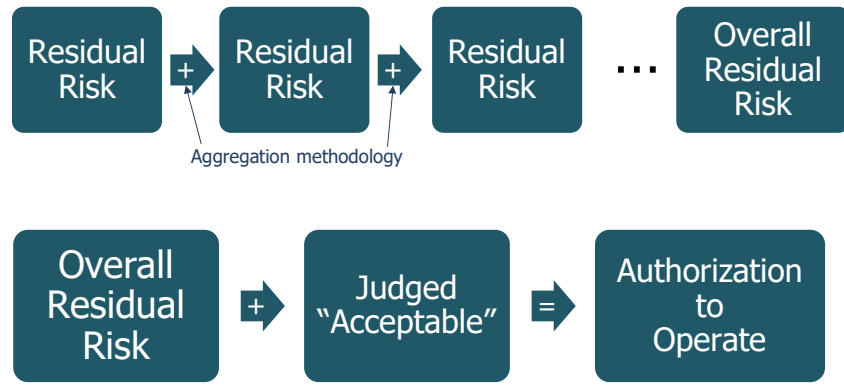 Residual
Risk
+
Residual
Risk
+
Residual
Risk
...
Overall
Residual
Risk
Aggregation methodology
Overall
Residual
Risk
+
Judged
“Acceptable”
=
Authorization
to
Operate